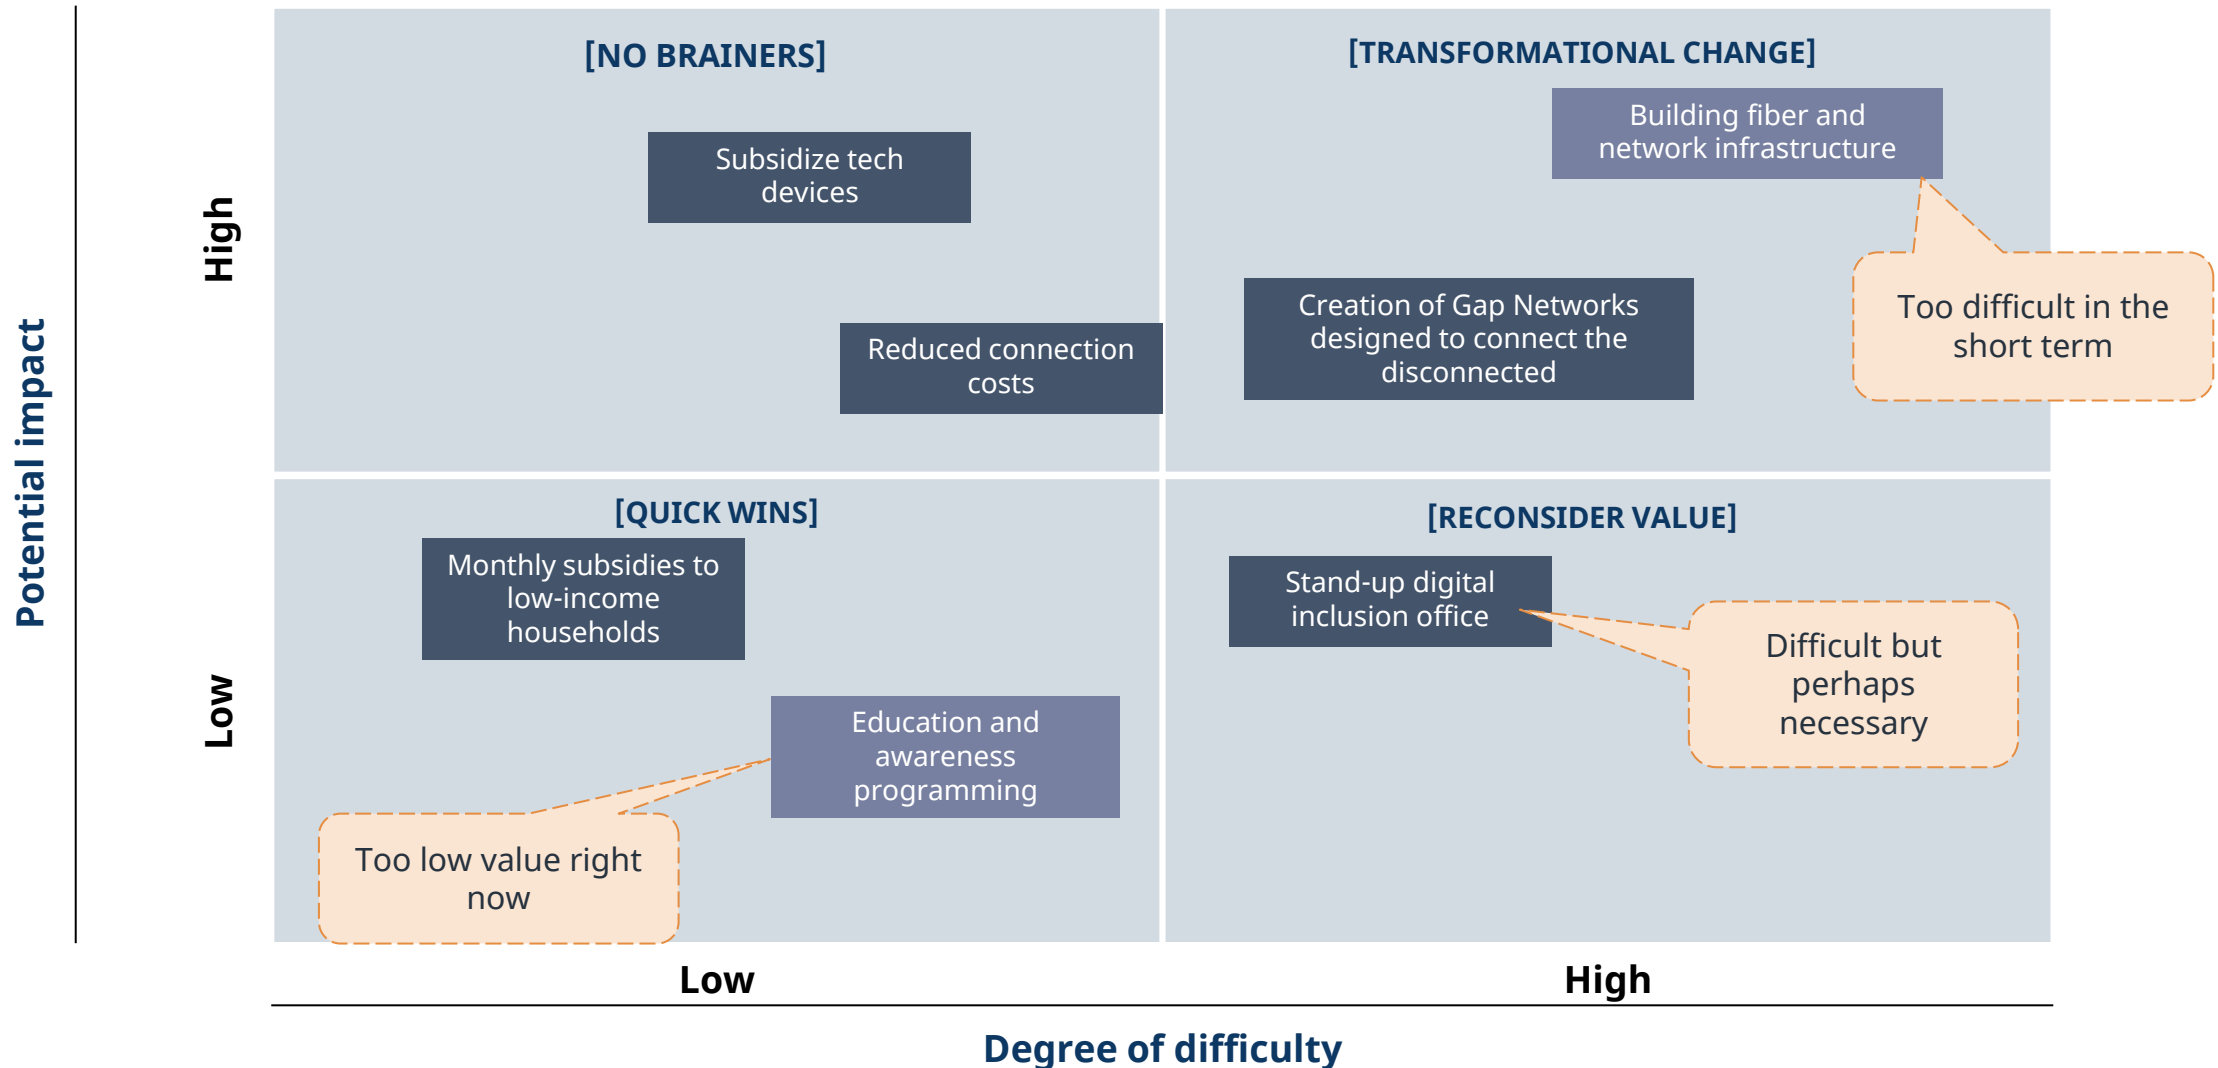 Potential impact
High
Low
[NO BRAINERS]
Subsidize tech
devices
Reduced connection
costs
[TRANSFORMATIONAL CHANGE]
Building fiber and
network infrastructure
Too difficult in the
short term
Creation of Gap Networks
designed to connect the
disconnected
[QUICK WINS]
Monthly subsidies to
low-income
households
Education and
awareness
programming
Too low value right
now
[RECONSIDER VALUE]
Stand-up digital
inclusion office
Difficult but
perhaps
necessary
Low
High
Degree of difficulty